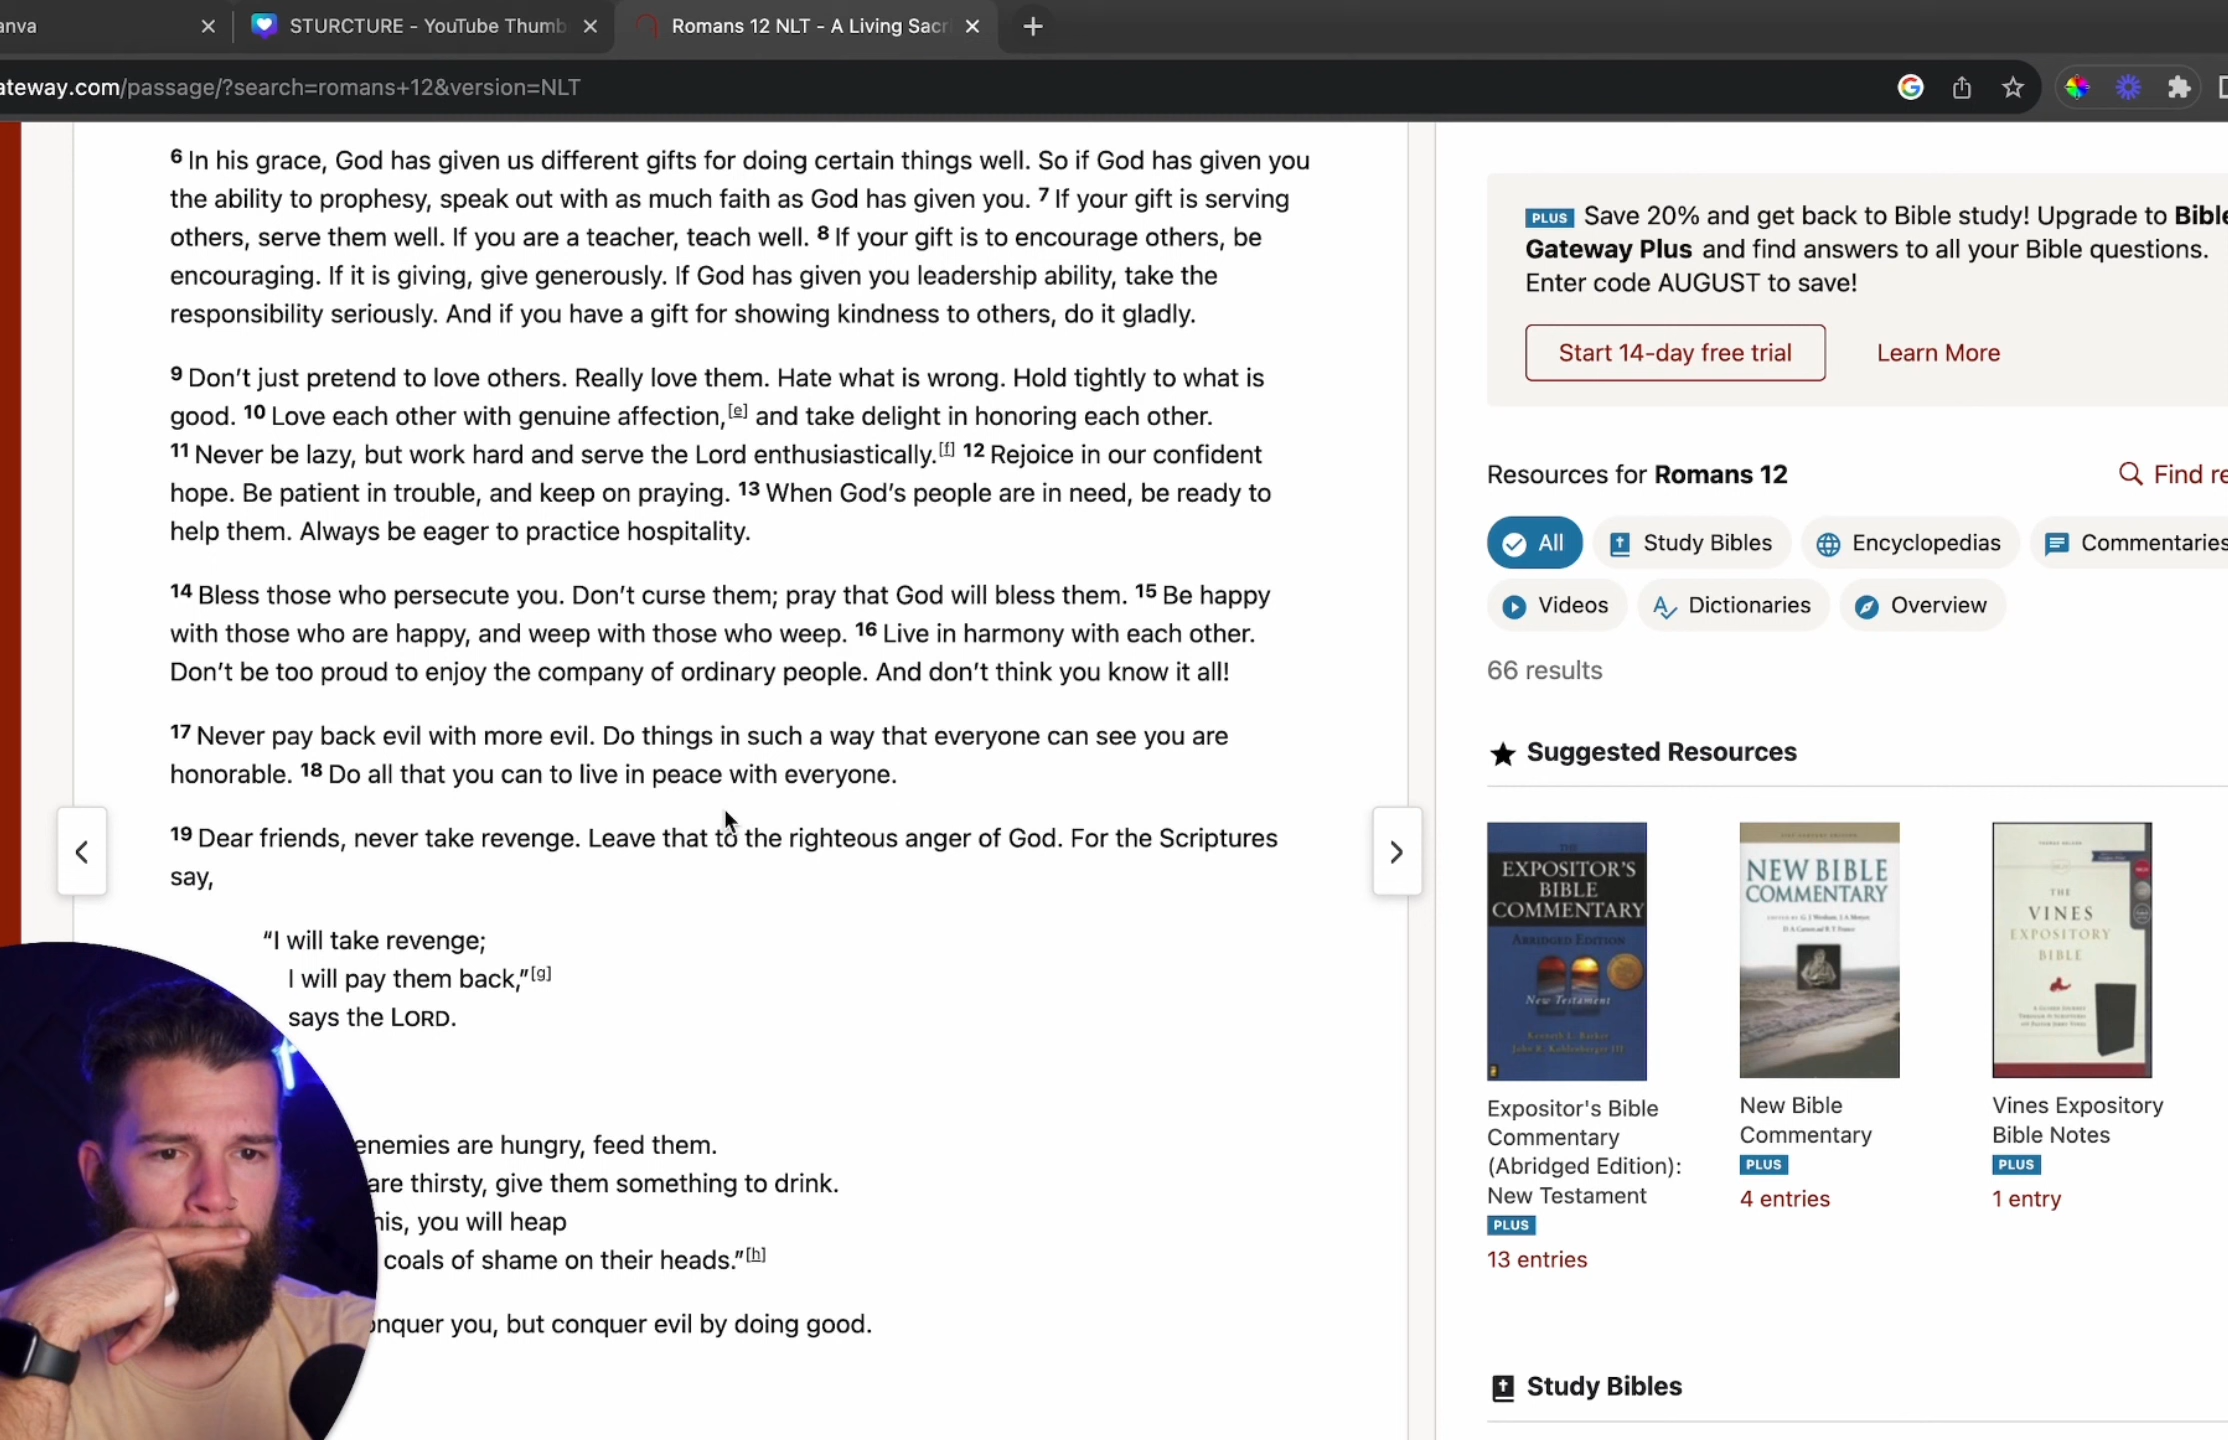 anva
STURCTURE - YouTube Thumb
Romans 12 NLT - A Living Sacr
ateway.com/passage/?search=romans+12&version=NLT
6 In his grace, God has given us different gifts for doing certain things well. So if God has given you
the ability to prophesy, speak out with as much faith as God has given you. 7 If your gift is serving
others, serve them well. If you are a teacher, teach well. 8 If your gift is to encourage others, be
encouraging. If it is giving, give generously. If God has given you leadership ability, take the
responsibility seriously. And if you have a gift for showing kindness to others, do it gladly.
9 Don’t just pretend to love others. Really love them. Hate what is wrong. Hold tightly to what is
good. 10 Love each other with genuine affection,[e] and take delight in honoring each other.
11 Never be lazy, but work hard and serve the Lord enthusiastically.[f] 12 Rejoice in our confident
hope. Be patient in trouble, and keep on praying. 13 When God’s people are in need, be ready to
help them. Always be eager to practice hospitality.
14 Bless those who persecute you. Don’t curse them; pray that God will bless them. 15 Be happy
with those who are happy, and weep with those who weep. 16 Live in harmony with each other.
Don’t be too proud to enjoy the company of ordinary people. And don’t think you know it all!
17 Never pay back evil with more evil. Do things in such a way that everyone can see you are
honorable. 18 Do all that you can to live in peace with everyone.
19 Dear friends, never take revenge. Leave that to the righteous anger of God. For the Scriptures
say,
“I will take revenge;
I will pay them back,”[g]
says the LORD.
enemies are hungry, feed them.
are thirsty, give them something to drink.
his, you will heap
coals of shame on their heads.”[h]
onquer you, but conquer evil by doing good.
PLUS Save 20% and get back to Bible study! Upgrade to Bible
Gateway Plus and find answers to all your Bible questions.
Enter code AUGUST to save!
Start 14-day free trial
Learn More
Resources for Romans 12
Find re
All
Study Bibles
Encyclopedias
Commentaries
Videos
Dictionaries
Overview
66 results
Suggested Resources
THE
EXPOSITOR'S
BIBLE
COMMENTARY
ABRIDGED EDITION
New Testament
Kenneth L. Barker
John R. Kohlenberger III
NEW BIBLE
COMMENTARY
THE
VINES
EXPOSITORY
BIBLE
Expositor's Bible
Commentary
(Abridged Edition):
New Testament
PLUS
13 entries
New Bible
Commentary
PLUS
4 entries
Vines Expository
Bible Notes
PLUS
1 entry
Study Bibles